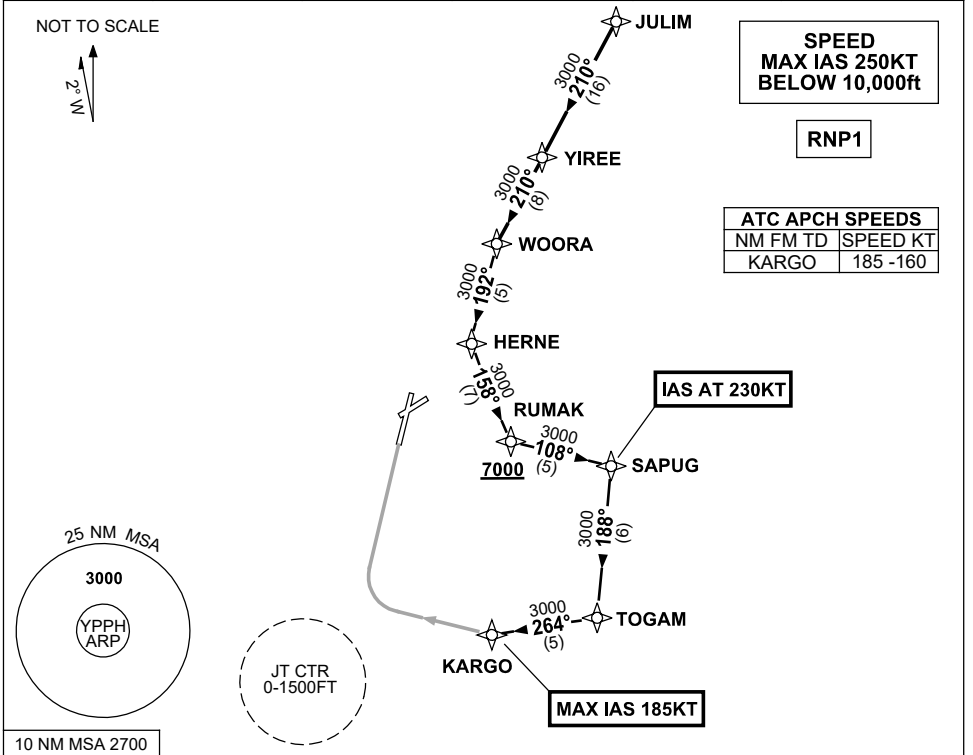 NOT TO SCALE
2° W
JULIM
3000
210°
(16)
SPEED
MAX IAS 250KT
BELOW 10,000ft
RNP1
YIREE
3000
210°
(8)
ATC APCH SPEEDS
NM FM TD SPEED KT
KARGO 185 -160
WOORA
3000
192°
(5)
HERNE
3000
158°
(7)
RUMAK
7000
3000
108°
(5)
IAS AT 230KT
SAPUG
3000
188°
(6)
TOGAM
3000
264°
(5)
KARGO
MAX IAS 185KT
25 NM MSA
3000
YPPH
ARP
JT CTR
0-1500FT
10 NM MSA 2700